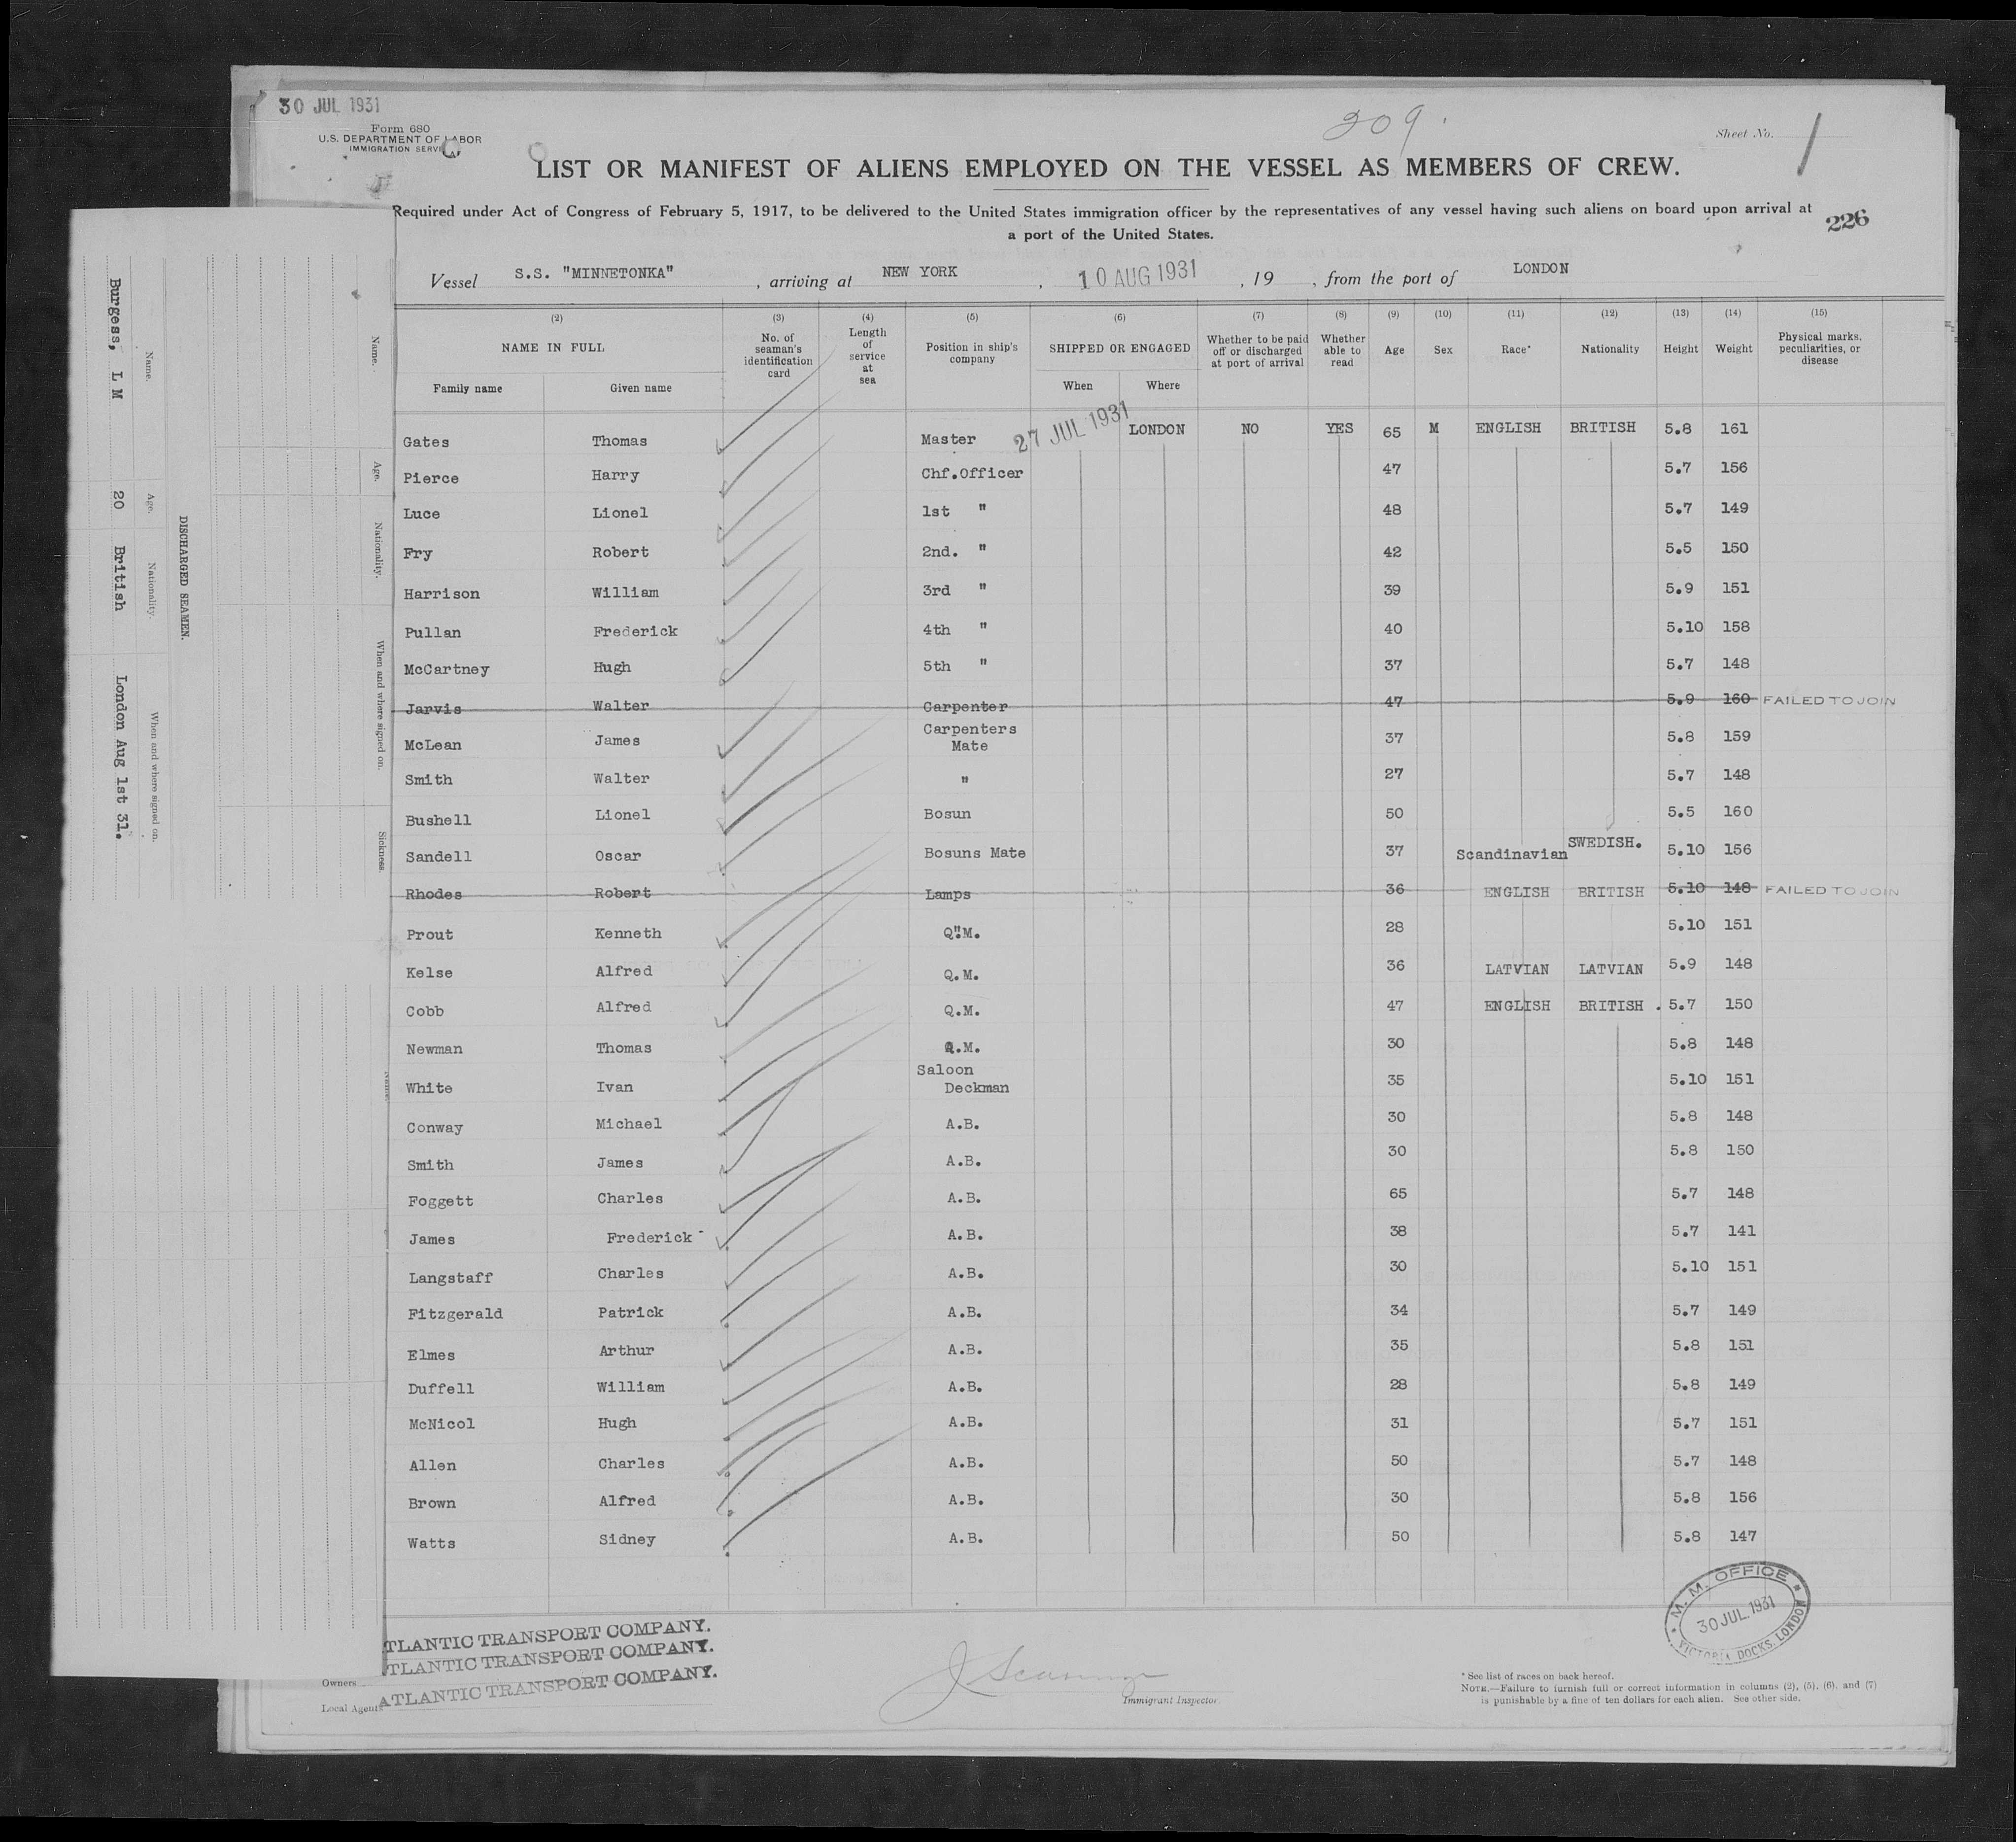 30 JUL 1931
Form 680
U.S. DEPARTMENT OF LABOR
IMMIGRATION SERVICE
209.
Sheet No. 1
LIST OR MANIFEST OF ALIENS EMPLOYED ON THE VESSEL AS MEMBERS OF CREW.
Required under Act of Congress of February 5, 1917, to be delivered to the United States immigration officer by the representatives of any vessel having such aliens on board upon arrival at
a port of the United States.
226
Vessel S.S. "MINNETONKA" , arriving at NEW YORK , 10 AUG 1931 , 19 , from the port of LONDON
(2) (3) (4) (5) (6) (7) (8) (9) (10) (11) (12) (13) (14) (15)
NAME IN FULL
Family name Given name
No. of seaman's identification card
Length of service at sea
Position in ship's company
SHIPPED OR ENGAGED
When Where
Whether to be paid off or discharged at port of arrival
Whether able to read
Age Sex Race* Nationality Height Weight
Physical marks, peculiarities, or disease
Gates Thomas Master 27 JUL 1931 LONDON NO YES 65 M ENGLISH BRITISH 5.8 161
Pierce Harry Chf.Officer 47 5.7 156
Luce Lionel 1st " 48 5.7 149
Fry Robert 2nd. " 42 5.5 150
Harrison William 3rd " 39 5.9 151
Pullan Frederick 4th " 40 5.10 158
McCartney Hugh 5th " 37 5.7 148
Jarvis Walter Carpenter 47 5.9 160 FAILED TO JOIN
McLean James Carpenters Mate 37 5.8 159
Smith Walter " 27 5.7 148
Bushell Lionel Bosun 50 5.5 160
Sandell Oscar Bosuns Mate 37 Scandinavian SWEDISH. 5.10 156
Rhodes Robert Lamps 36 ENGLISH BRITISH 5.10 148 FAILED TO JOIN
Prout Kenneth Q.M. 28 5.10 151
Kelse Alfred Q.M. 36 LATVIAN LATVIAN 5.9 148
Cobb Alfred Q.M. 47 ENGLISH BRITISH . 5.7 150
Newman Thomas Q.M. 30 5.8 148
White Ivan Saloon Deckman 35 5.10 151
Conway Michael A.B. 30 5.8 148
Smith James A.B. 30 5.8 150
Foggett Charles A.B. 65 5.7 148
James Frederick - A.B. 38 5.7 141
Langstaff Charles A.B. 30 5.10 151
Fitzgerald Patrick A.B. 34 5.7 149
Elmes Arthur A.B. 35 5.8 151
Duffell William A.B. 28 5.8 149
McNicol Hugh A.B. 31 5.7 151
Allen Charles A.B. 50 5.7 148
Brown Alfred A.B. 30 5.8 156
Watts Sidney A.B. 50 5.8 147
M. M. OFFICE
30 JUL. 1931
VICTORIA DOCKS. LONDON
TLANTIC TRANSPORT COMPANY.
TLANTIC TRANSPORT COMPANY.
Owners
Local Agents ATLANTIC TRANSPORT COMPANY.
Immigrant Inspector.
* See list of races on back hereof.
NOTE.—Failure to furnish full or correct information in columns (2), (5), (6), and (7)
is punishable by a fine of ten dollars for each alien. See other side.
Name. Age. Nationality. When and where signed on. Sickness.
DISCHARGED SEAMEN.
Name. Age. Nationality. When and where signed on.
Burgess, L M 20 British London Aug 1st 31.